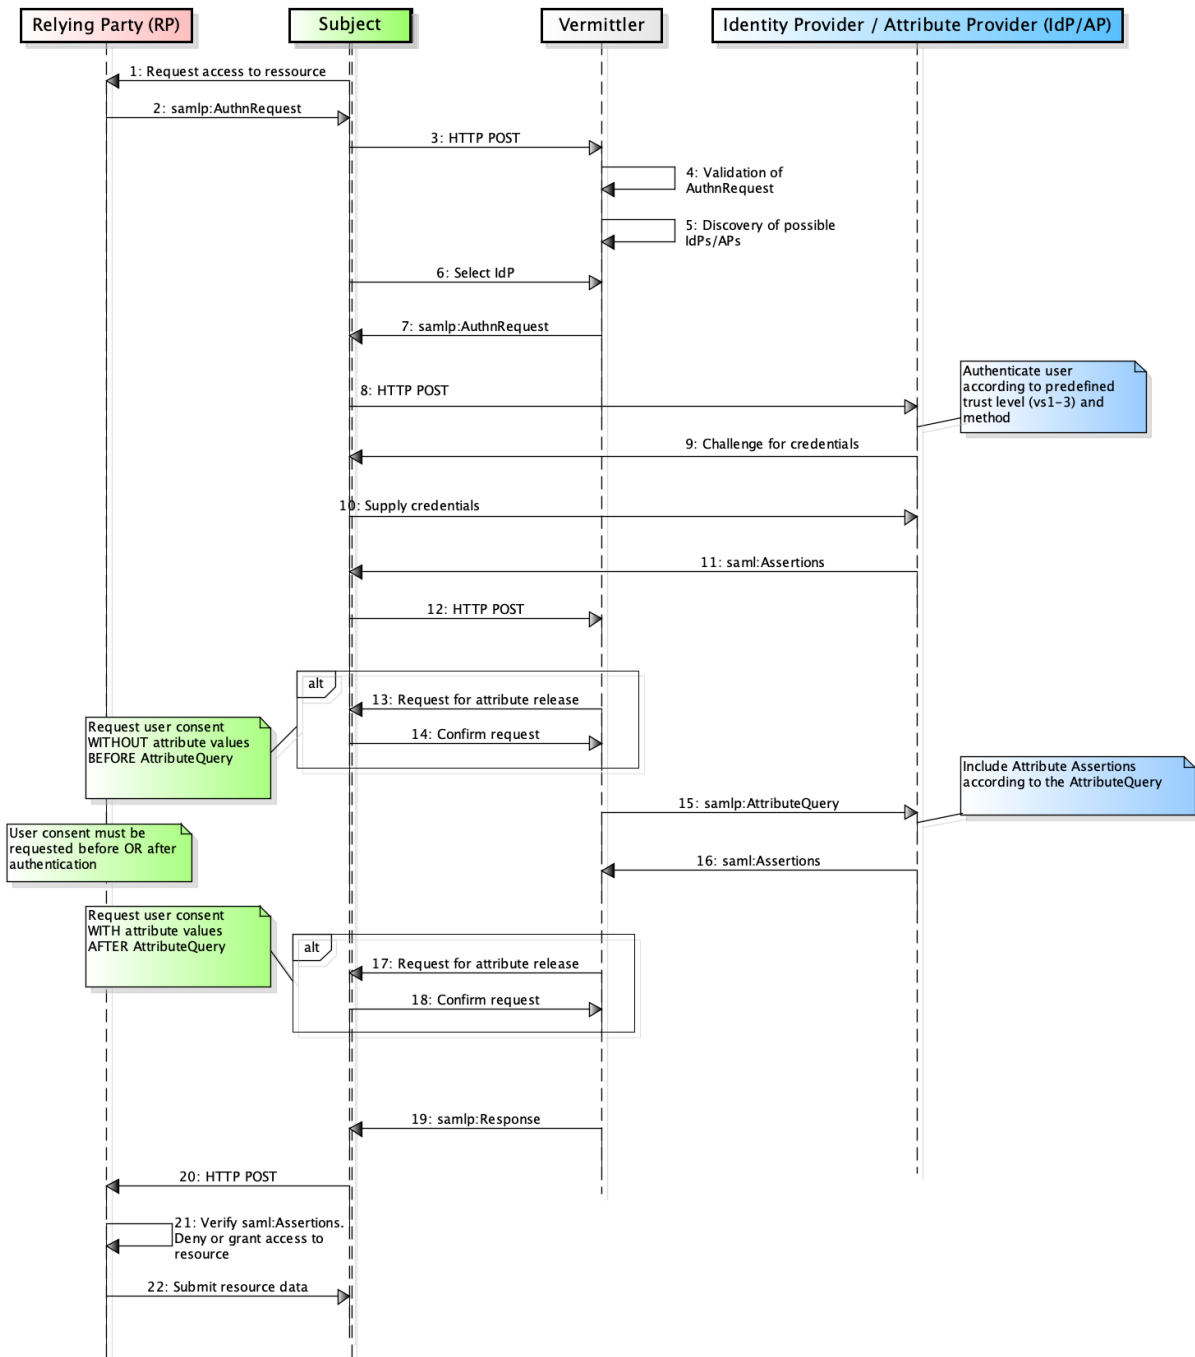 Relying Party (RP)
Subject
Vermittler
Identity Provider / Attribute Provider (IdP/AP)
1: Request access to ressource
2: samlp:AuthnRequest
3: HTTP POST
4: Validation of
AuthnRequest
5: Discovery of possible
IdPs/APs
6: Select IdP
7: samlp:AuthnRequest
8: HTTP POST
Authenticate user
according to predefined
trust level (vs1-3) and
method
9: Challenge for credentials
10: Supply credentials
11: saml:Assertions
12: HTTP POST
alt
13: Request for attribute release
14: Confirm request
Request user consent
WITHOUT attribute values
BEFORE AttributeQuery
Include Attribute Assertions
according to the AttributeQuery
15: samlp:AttributeQuery
User consent must be
requested before OR after
authentication
16: saml:Assertions
Request user consent
WITH attribute values
AFTER AttributeQuery
alt
17: Request for attribute release
18: Confirm request
19: samlp:Response
20: HTTP POST
21: Verify saml:Assertions.
Deny or grant access to
resource
22: Submit resource data